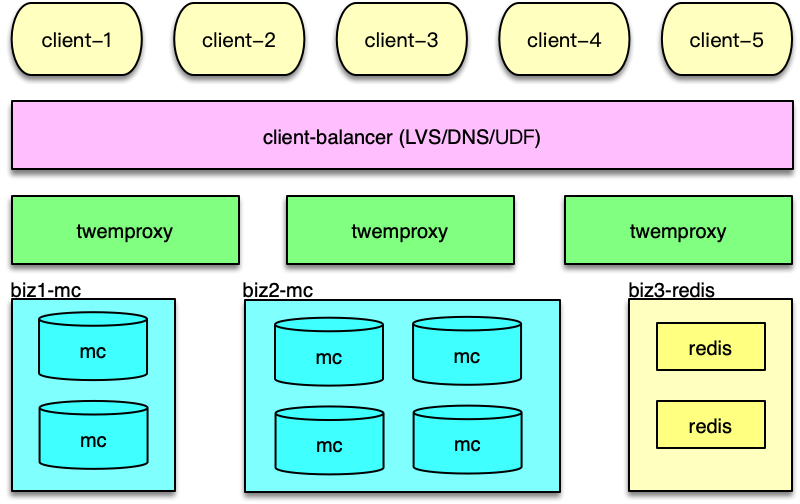 client–1 client–2 client–3 client–4 client–5
client-balancer (LVS/DNS/UDF)
twemproxy twemproxy twemproxy
biz1-mc biz2-mc biz3-redis
mc mc mc redis
mc mc mc redis